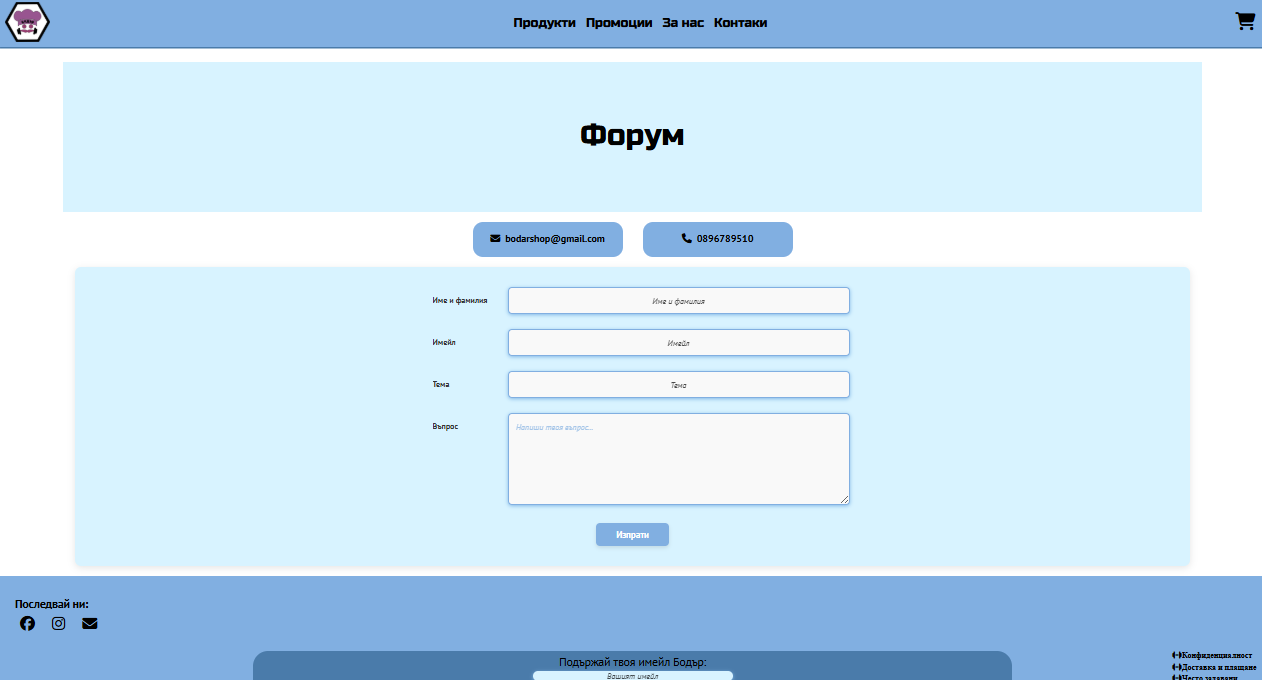 Продукти Промоции За нас Контаки
Форум
bodarshop@gmail.com 0896789510
Име и фамилия Име и фамилия
Имейл Имейл
Тема Тема
Въпрос Напиши твоя въпрос...
Изпрати
Последвай ни:
Подържай твоя имейл Бодър:
Вашият имейл
Конфиденциалност
Доставка и плащане
Често задавани